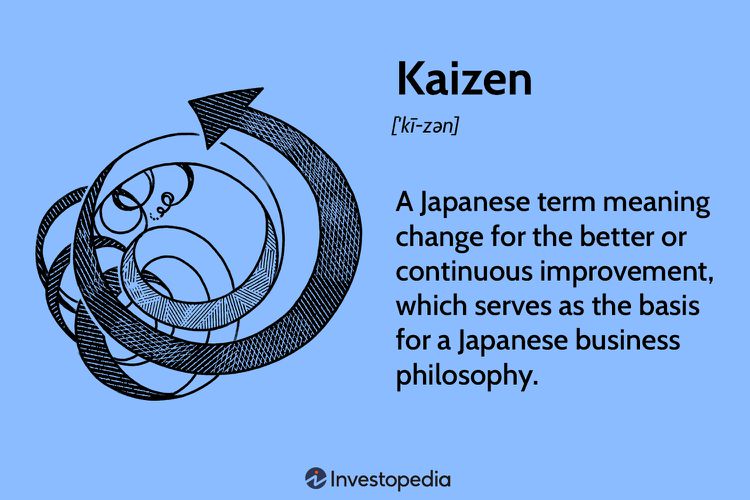 Kaizen
['kī-zən]
A Japanese term meaning
change for the better or
continuous improvement,
which serves as the basis
for a Japanese business
philosophy.
Investopedia